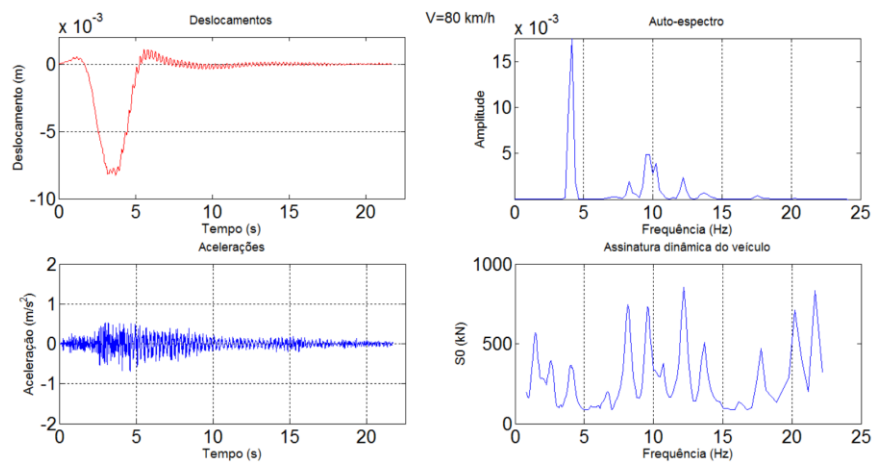 Deslocamentos
V=80 km/h
Auto-espectro
x 10⁻³
0
-5
-10
Deslocamento (m)
0 5 10 15 20
Tempo (s)
x 10⁻³
15
10
5
Amplitude
0 5 10 15 20 25
Frequência (Hz)
Acelerações
2
1
0
-1
-2
Aceleração (m/s²)
0 5 10 15 20
Tempo (s)
Assinatura dinâmica do veículo
1000
500
0
S0 (kN)
0 5 10 15 20 25
Frequência (Hz)